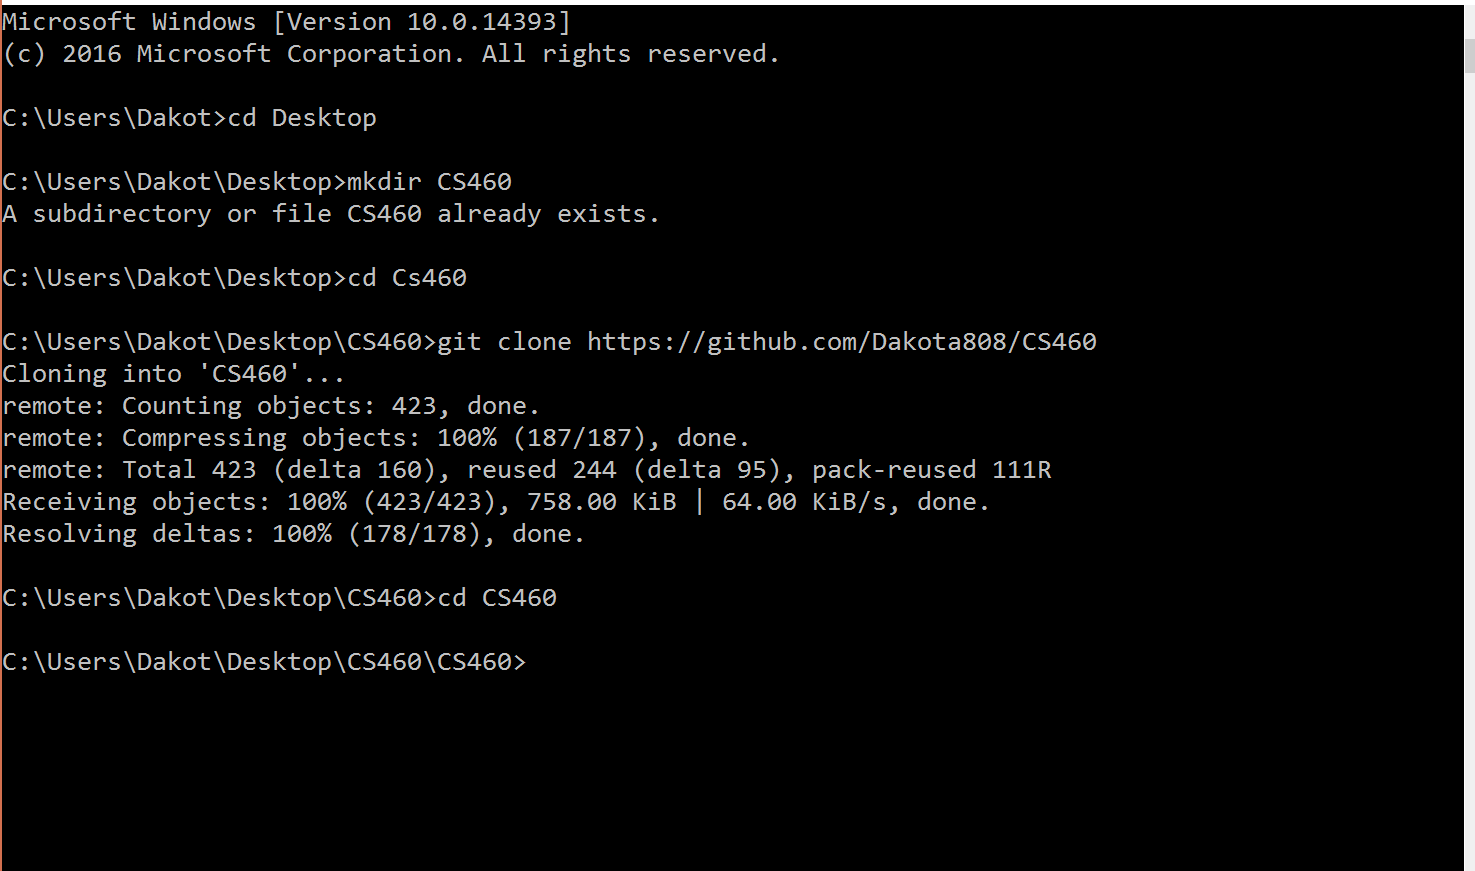 Microsoft Windows [Version 10.0.14393]
(c) 2016 Microsoft Corporation. All rights reserved.
C:\Users\Dakot>cd Desktop
C:\Users\Dakot\Desktop>mkdir CS460
A subdirectory or file CS460 already exists.
C:\Users\Dakot\Desktop>cd Cs460
C:\Users\Dakot\Desktop\CS460>git clone https://github.com/Dakota808/CS460
Cloning into 'CS460'...
remote: Counting objects: 423, done.
remote: Compressing objects: 100% (187/187), done.
remote: Total 423 (delta 160), reused 244 (delta 95), pack-reused 111R
Receiving objects: 100% (423/423), 758.00 KiB | 64.00 KiB/s, done.
Resolving deltas: 100% (178/178), done.
C:\Users\Dakot\Desktop\CS460>cd CS460
C:\Users\Dakot\Desktop\CS460\CS460>